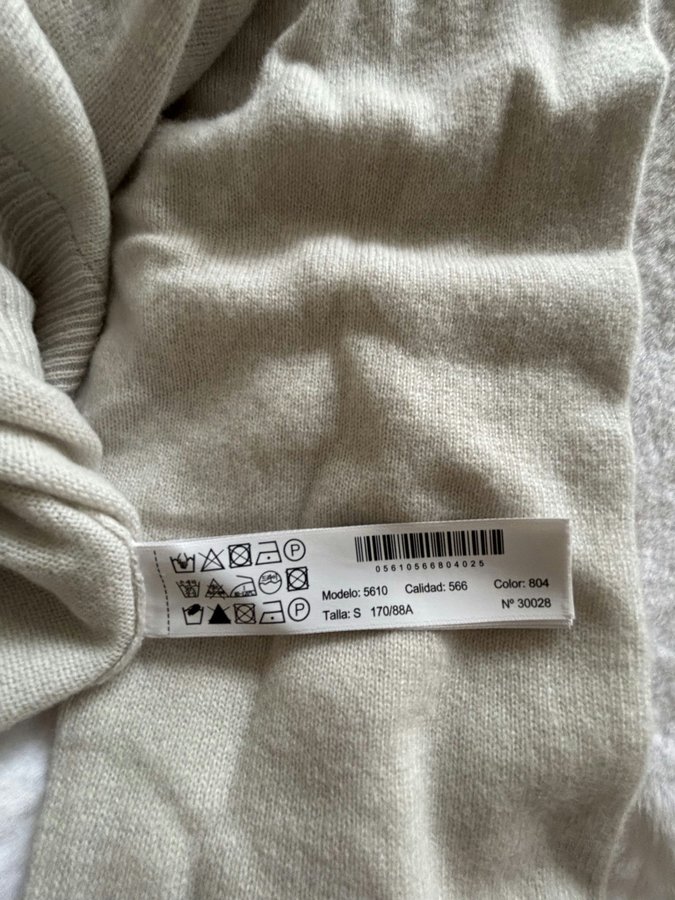 05610566804025
Modelo: 5610 Calidad: 566 Color: 804
Talla: S 170/88A Nº 30028
P
P